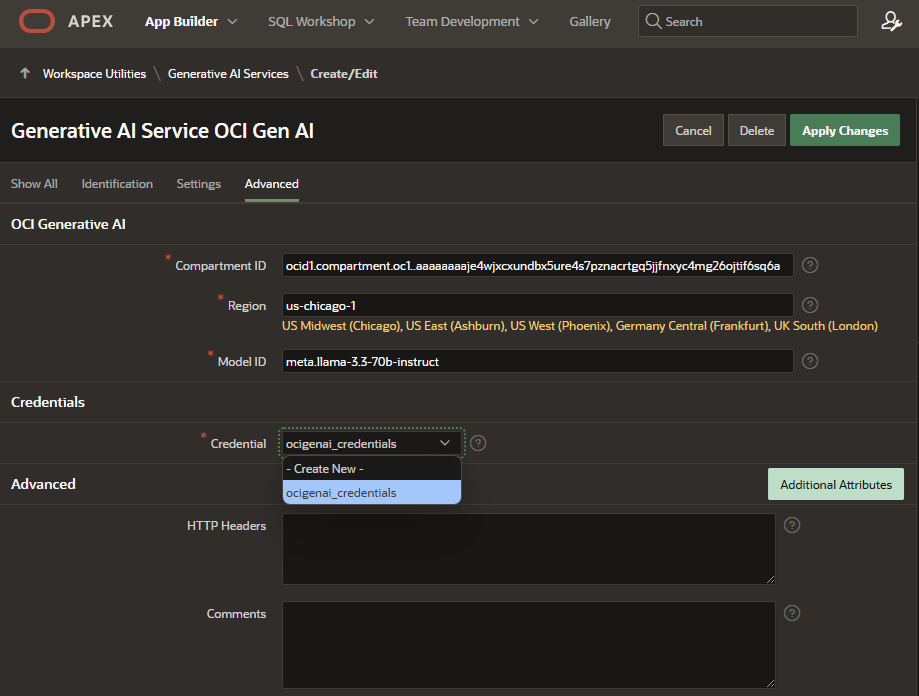 APEX App Builder SQL Workshop Team Development Gallery Search
Workspace Utilities \ Generative AI Services \ Create/Edit
Generative AI Service OCI Gen AI Cancel Delete Apply Changes
Show All Identification Settings Advanced
OCI Generative AI
* Compartment ID ocid1.compartment.oc1..aaaaaaaaje4wjxcxundbx5ure4s7pznacrtgq5jjfnxyc4mg26ojtif6sq6a ?
* Region us-chicago-1 ?
US Midwest (Chicago), US East (Ashburn), US West (Phoenix), Germany Central (Frankfurt), UK South (London)
* Model ID meta.llama-3.3-70b-instruct ?
Credentials
* Credential ocigenai_credentials ?
- Create New -
ocigenai_credentials
Advanced Additional Attributes
HTTP Headers ?
Comments ?